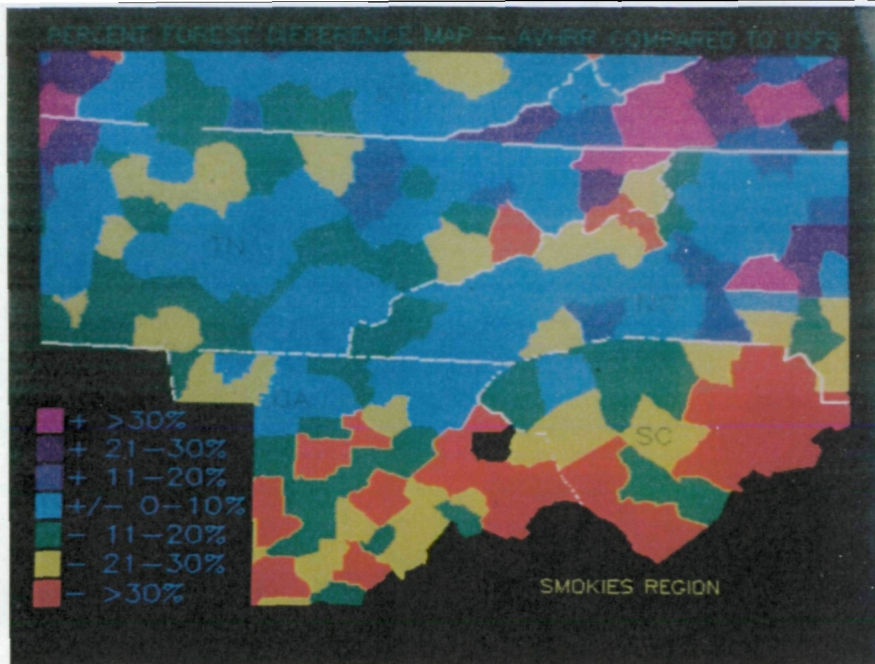 PERCENT FOREST DIFFERENCE MAP — AVHRR COMPARED TO USFS
TN
NC
GA
SC
+ >30%
+ 21-30%
+ 11-20%
+/- 0-10%
- 11-20%
- 21-30%
- >30%
SMOKIES REGION